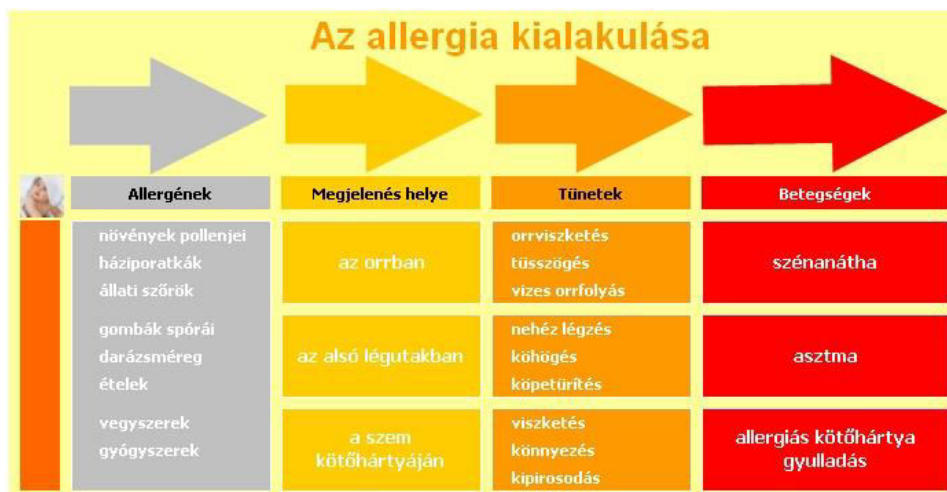 Az allergia kialakulása
Allergének
Megjelenés helye
Tünetek
Betegségek
növények pollenjei
háziporatkák
állati szőrök
az orrban
orrviszketés
tüsszögés
vizes orrfolyás
szénanátha
gombák spórái
darázsméreg
ételek
az alsó légutakban
nehéz légzés
köhögés
köpetürítés
asztma
vegyszerek
gyógyszerek
a szem
kötőhártyáján
viszketés
könnyezés
kipirosodás
allergiás kötőhártya
gyulladás